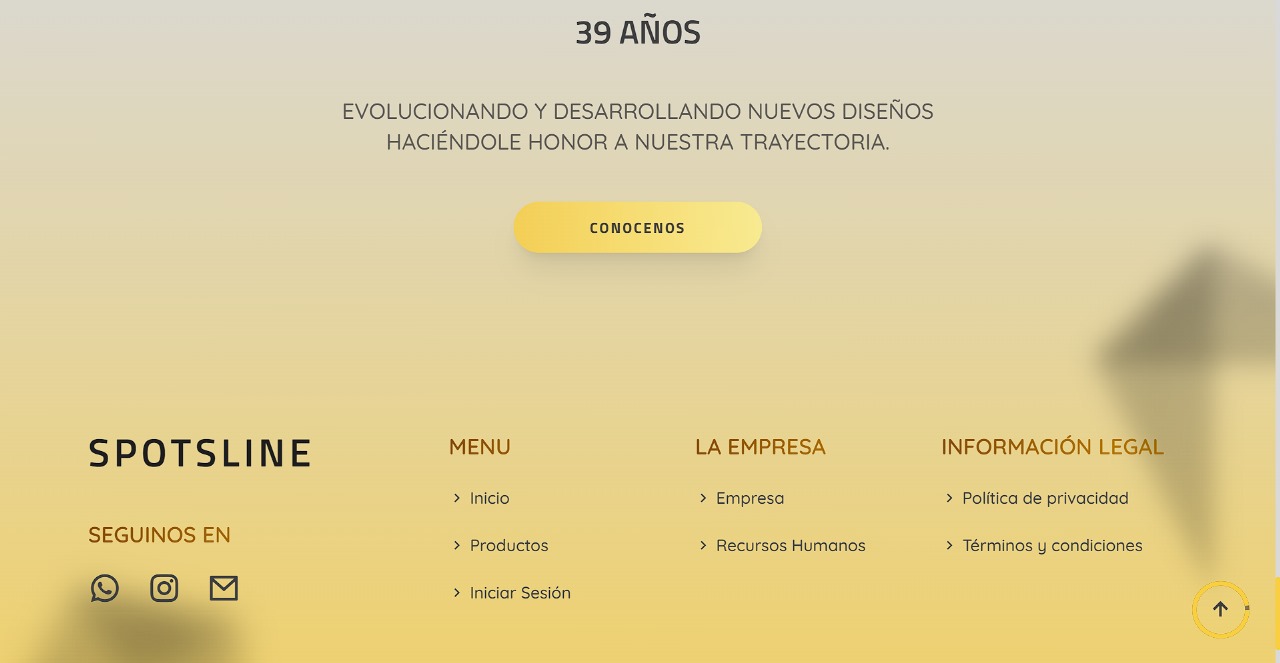 39 AÑOS
EVOLUCIONANDO Y DESARROLLANDO NUEVOS DISEÑOS
HACIÉNDOLE HONOR A NUESTRA TRAYECTORIA.
CONOCENOS
SPOTSLINE
SEGUINOS EN
MENU
Inicio
Productos
Iniciar Sesión
LA EMPRESA
Empresa
Recursos Humanos
INFORMACIÓN LEGAL
Política de privacidad
Términos y condiciones